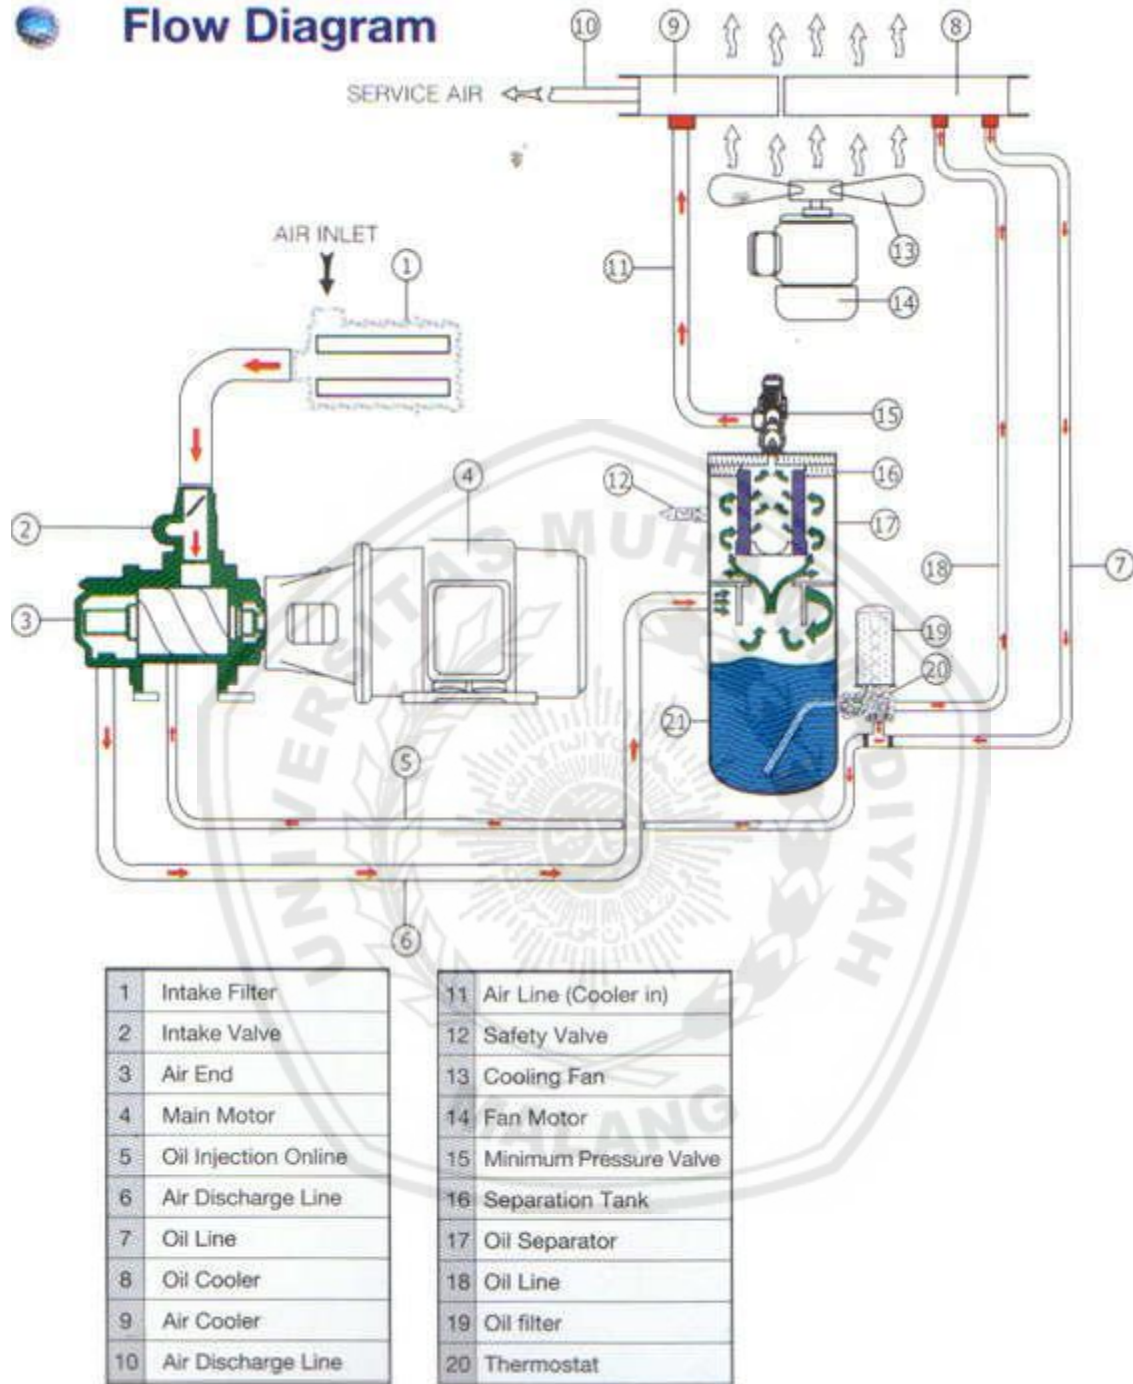 Flow Diagram
10
9
8
SERVICE AIR
AIR INLET
1
13
11
14
15
4
16
12
17
2
18
7
3
19
20
21
5
6
UNIVERSITAS MUHAMMADIYAH
MALANG
1 Intake Filter
2 Intake Valve
3 Air End
4 Main Motor
5 Oil Injection Online
6 Air Discharge Line
7 Oil Line
8 Oil Cooler
9 Air Cooler
10 Air Discharge Line
11 Air Line (Cooler in)
12 Safety Valve
13 Cooling Fan
14 Fan Motor
15 Minimum Pressure Valve
16 Separation Tank
17 Oil Separator
18 Oil Line
19 Oil filter
20 Thermostat